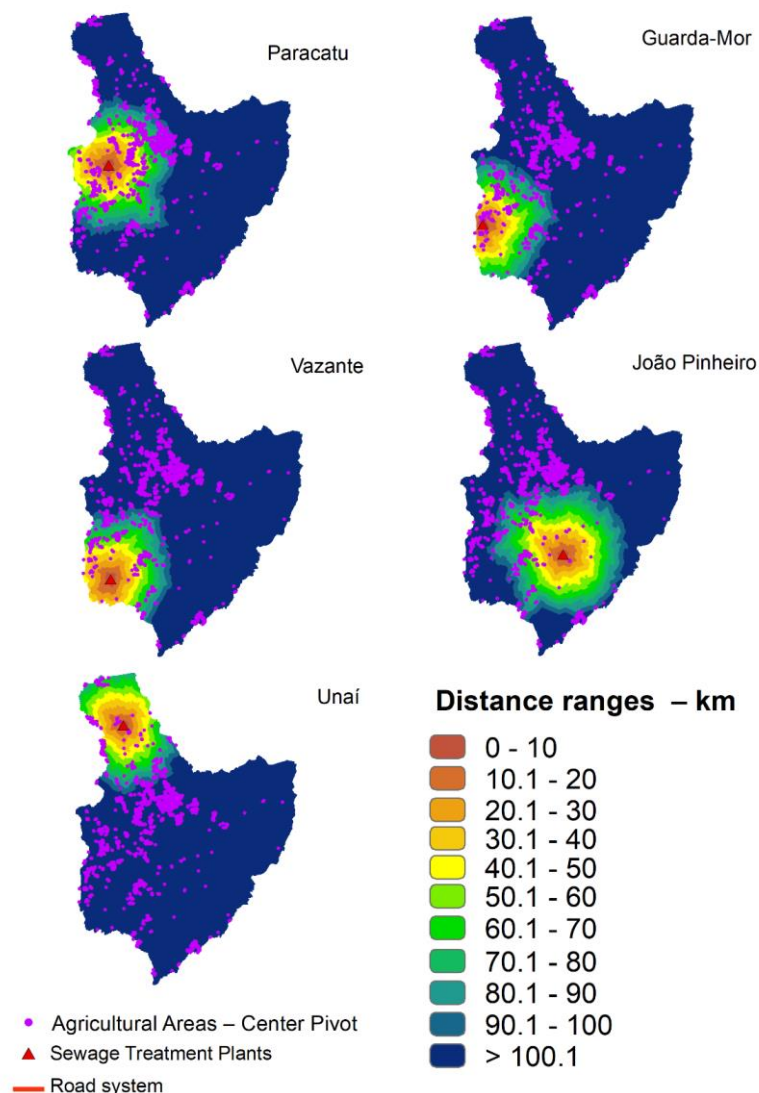 Paracatu
Guarda-Mor
Vazante
João Pinheiro
Unaí
Distance ranges – km
0 - 10
10.1 - 20
20.1 - 30
30.1 - 40
40.1 - 50
50.1 - 60
60.1 - 70
70.1 - 80
80.1 - 90
90.1 - 100
> 100.1
Agricultural Areas – Center Pivot
Sewage Treatment Plants
Road system